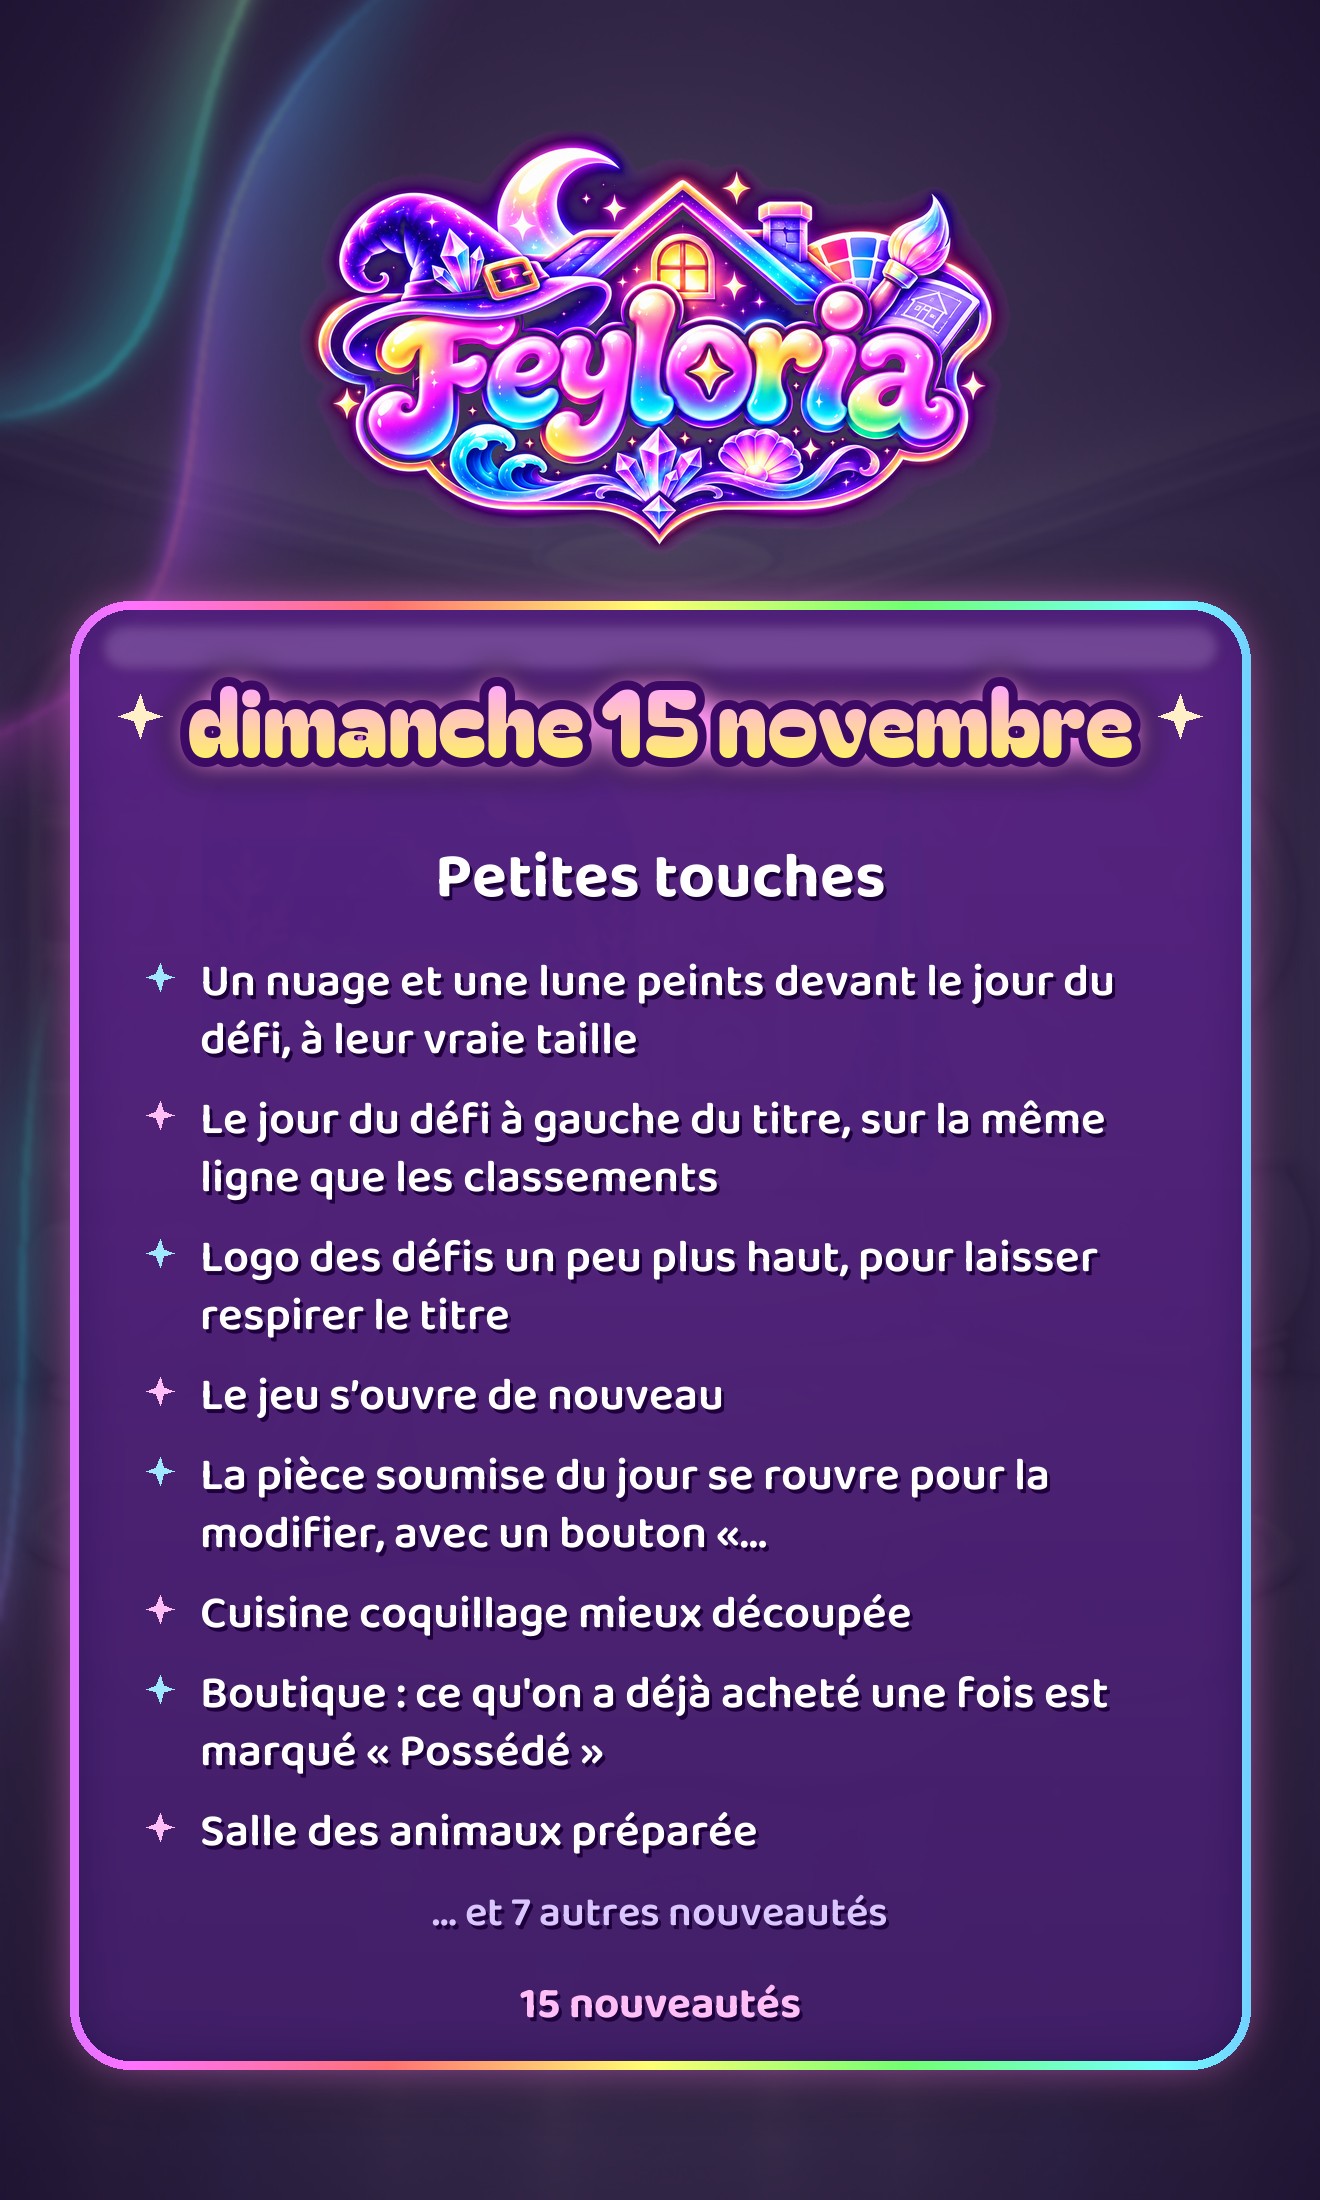 Feyloria
dimanche 15 novembre
Petites touches
Un nuage et une lune peints devant le jour du
défi, à leur vraie taille
Le jour du défi à gauche du titre, sur la même
ligne que les classements
Logo des défis un peu plus haut, pour laisser
respirer le titre
Le jeu s’ouvre de nouveau
La pièce soumise du jour se rouvre pour la
modifier, avec un bouton «…
Cuisine coquillage mieux découpée
Boutique : ce qu'on a déjà acheté une fois est
marqué « Possédé »
Salle des animaux préparée
… et 7 autres nouveautés
15 nouveautés